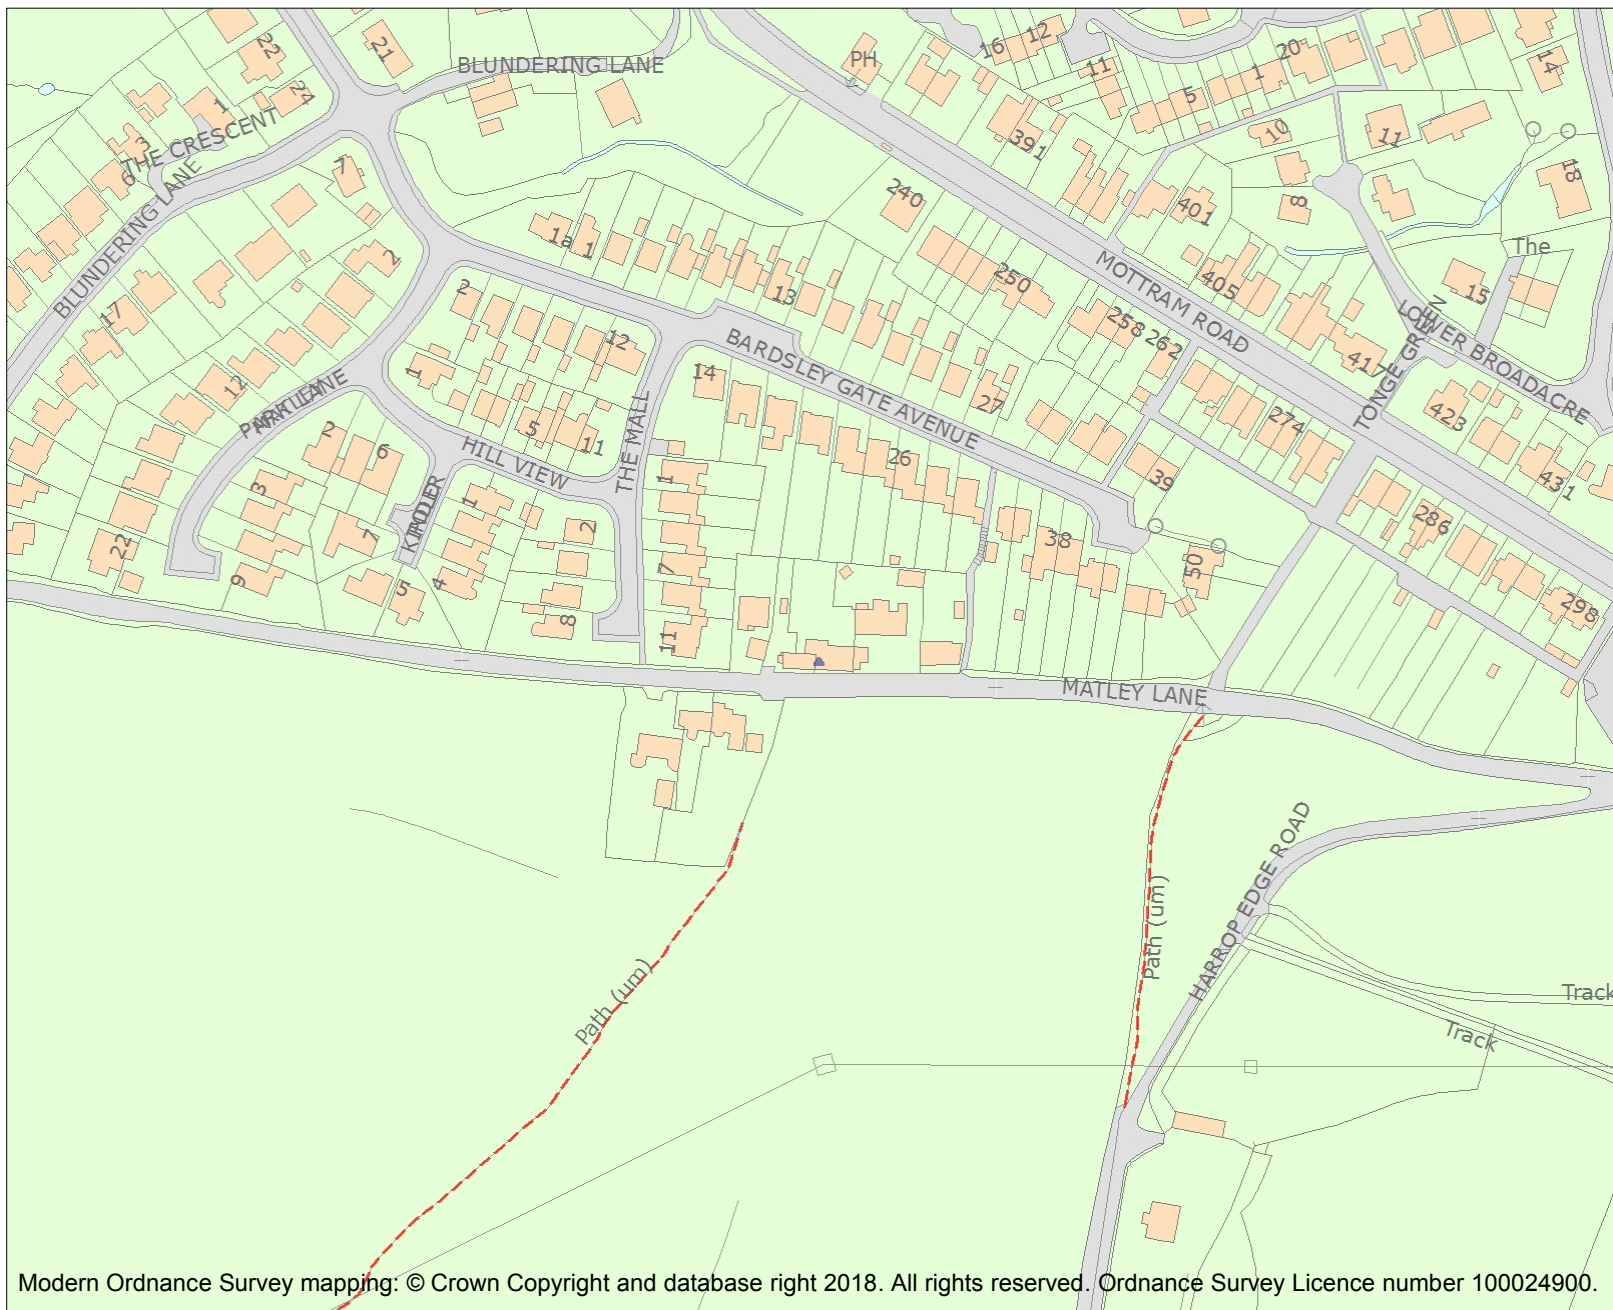 22
21
BLUNDERING LANE
PH
16
12
11
1
20
14
24
1
5
THE CRESCENT
3
6
7
391
10
11
18
BLUNDERING LANE
240
401
8
1a
1
2
The
17
2
13
250
MOTTRAM ROAD
405
15
LOWER BROADACRE
TONGE GREEN
258
262
417
12
BARDSLEY GATE AVENUE
1
14
12
PARK LANE
27
274
423
2
6
5
11
THE MALL
HILL VIEW
26
39
431
3
1
1
KINDER
2
286
22
7
7
38
50
9
5
4
8
11
298
MATLEY LANE
HARROP EDGE ROAD
Path (um)
Path (um)
Track
Track
Modern Ordnance Survey mapping: © Crown Copyright and database right 2018. All rights reserved. Ordnance Survey Licence number 100024900.